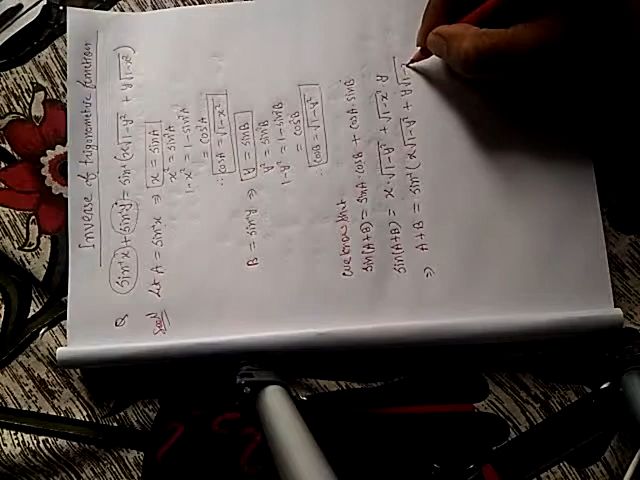 Inverse of trigonometric function
Q sin⁻¹x + sin⁻¹y = sin⁻¹(x√1-y² + y√1-x²)
Solⁿ Let A = sin⁻¹x ⇒ x = sinA
x² = sin²A
1-x² = 1-sin²A
= cos²A
∴ cosA = √1-x²
B = sin⁻¹y ⇒ y = sinB
y² = sin²B
1-y² = 1-sin²B
= cos²B
∴ cosB = √1-y²
we know that
sin(A+B) = sinA·cosB + cosA·sinB
sin(A+B) = x·√1-y² + √1-x² y
⇒ A+B = sin⁻¹(x√1-y² + y√1-